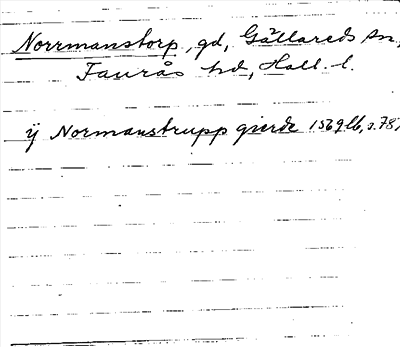 Norrmanstorp, gd, Gällareds sn,
Faurås hd, Hall. l.
ij Normanstrupp gierde 1569 lb, s. 78,